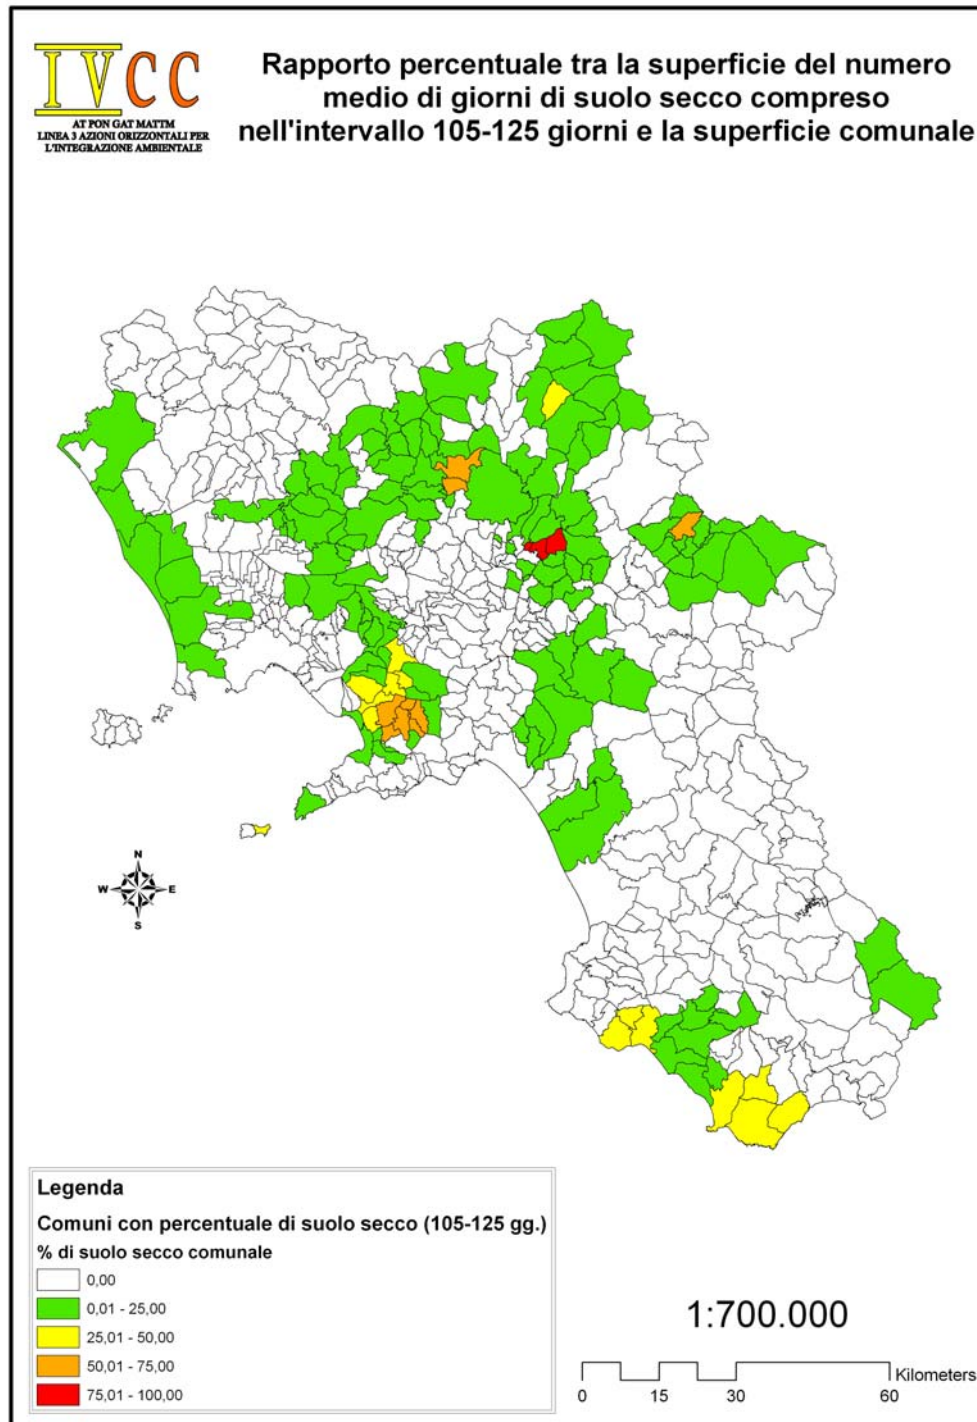 IVCC
AT PON GAT MATTM
LINEA 3 AZIONI ORIZZONTALI PER
L'INTEGRAZIONE AMBIENTALE
Rapporto percentuale tra la superficie del numero
medio di giorni di suolo secco compreso
nell'intervallo 105-125 giorni e la superficie comunale
N
W E
S
Legenda
Comuni con percentuale di suolo secco (105-125 gg.)
% di suolo secco comunale
0,00
0,01 - 25,00
25,01 - 50,00
50,01 - 75,00
75,01 - 100,00
1:700.000
Kilometers
0 15 30 60